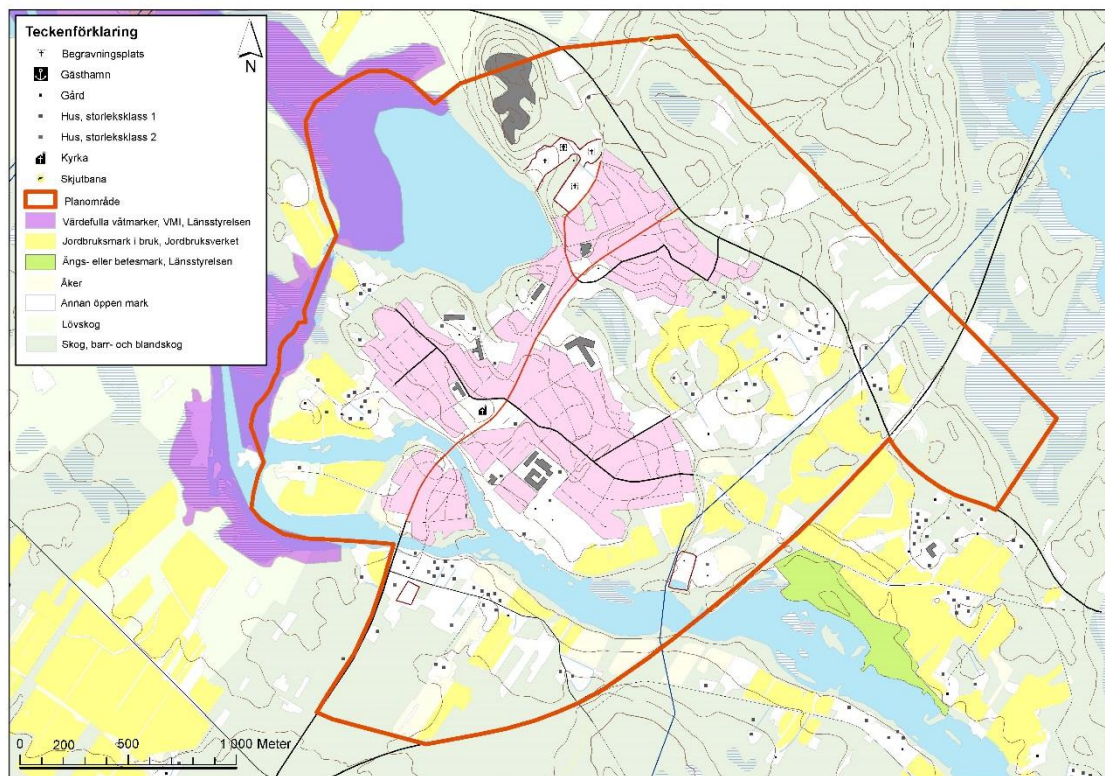 Teckenförklaring
N
Begravningsplats
Gästhamn
Gård
Hus, storleksklass 1
Hus, storleksklass 2
Kyrka
Skjutbana
Planområde
Värdefulla våtmarker, VMI, Länsstyrelsen
Jordbruksmark i bruk, Jordbruksverket
Ängs- eller betesmark, Länsstyrelsen
Åker
Annan öppen mark
Lövskog
Skog, barr- och blandskog
0 200 500 1 000 Meter